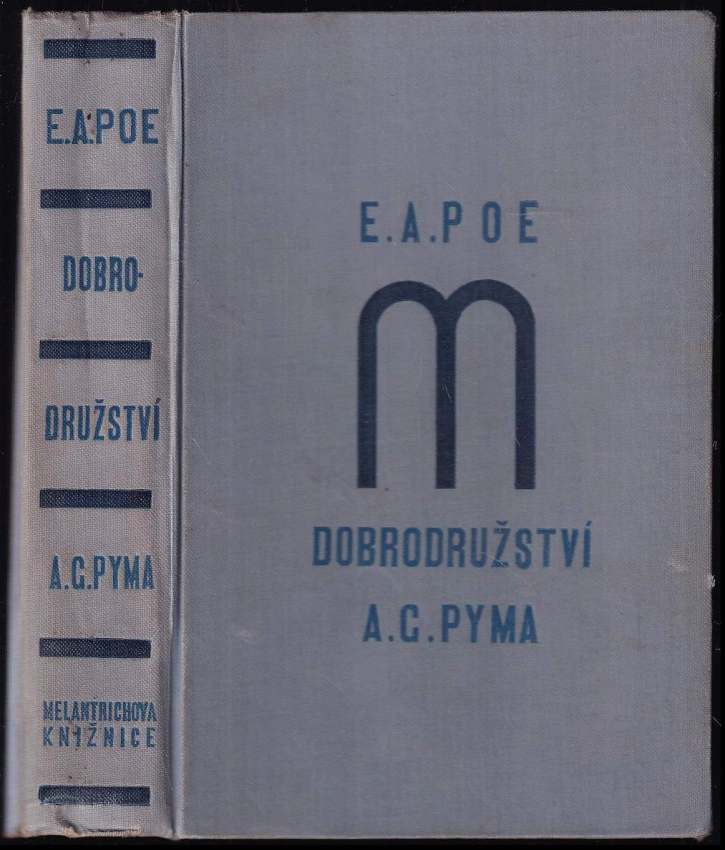 E.A.POE
DOBRO-
DRUŽSTVÍ
A.G.PYMA
MELANTRICHOVA
KNIŽNICE
E.A.POE
m
DOBRODRUŽSTVÍ
A.G.PYMA